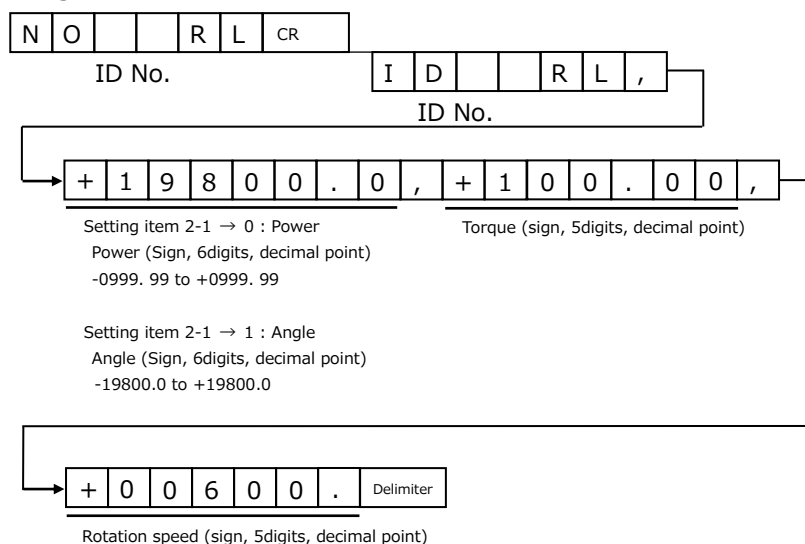 N O R L CR
ID No.
I D R L ,
ID No.
+ 1 9 8 0 0 . 0 , + 1 0 0 . 0 0 ,
Setting item 2-1 → 0 : Power
Power (Sign, 6digits, decimal point)
-0999. 99 to +0999. 99
Torque (sign, 5digits, decimal point)
Setting item 2-1 → 1 : Angle
Angle (Sign, 6digits, decimal point)
-19800.0 to +19800.0
+ 0 0 6 0 0 . Delimiter
Rotation speed (sign, 5digits, decimal point)